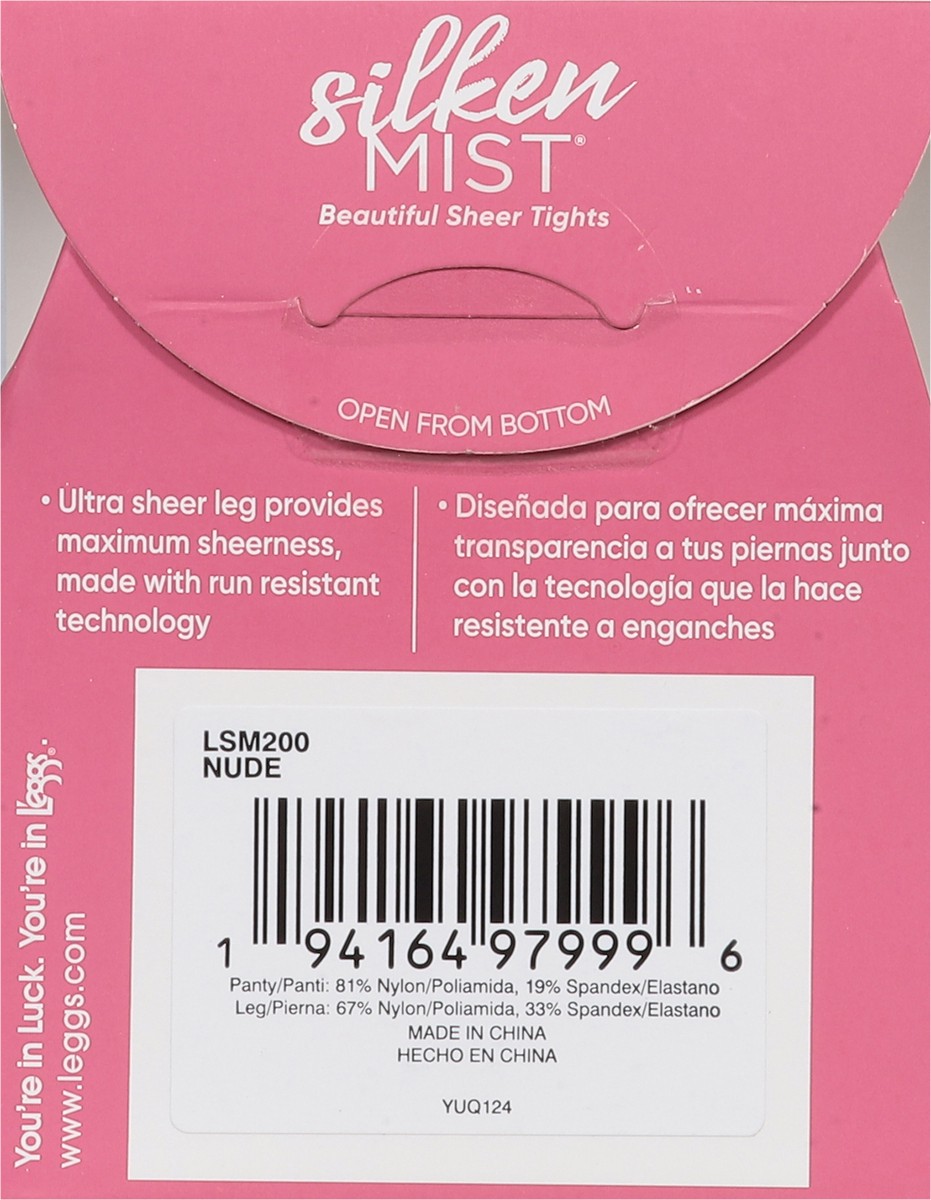 silken
MIST®
Beautiful Sheer Tights
OPEN FROM BOTTOM
• Ultra sheer leg provides
maximum sheerness,
made with run resistant
technology
• Diseñada para ofrecer máxima
transparencia a tus piernas junto
con la tecnología que la hace
resistente a enganches
LSM200
NUDE
1 94164 97999 6
Panty/Panti: 81% Nylon/Poliamida, 19% Spandex/Elastano
Leg/Pierna: 67% Nylon/Poliamida, 33% Spandex/Elastano
MADE IN CHINA
HECHO EN CHINA
YUQ124
You're in Luck. You're in L'eggs®.
www.leggs.com